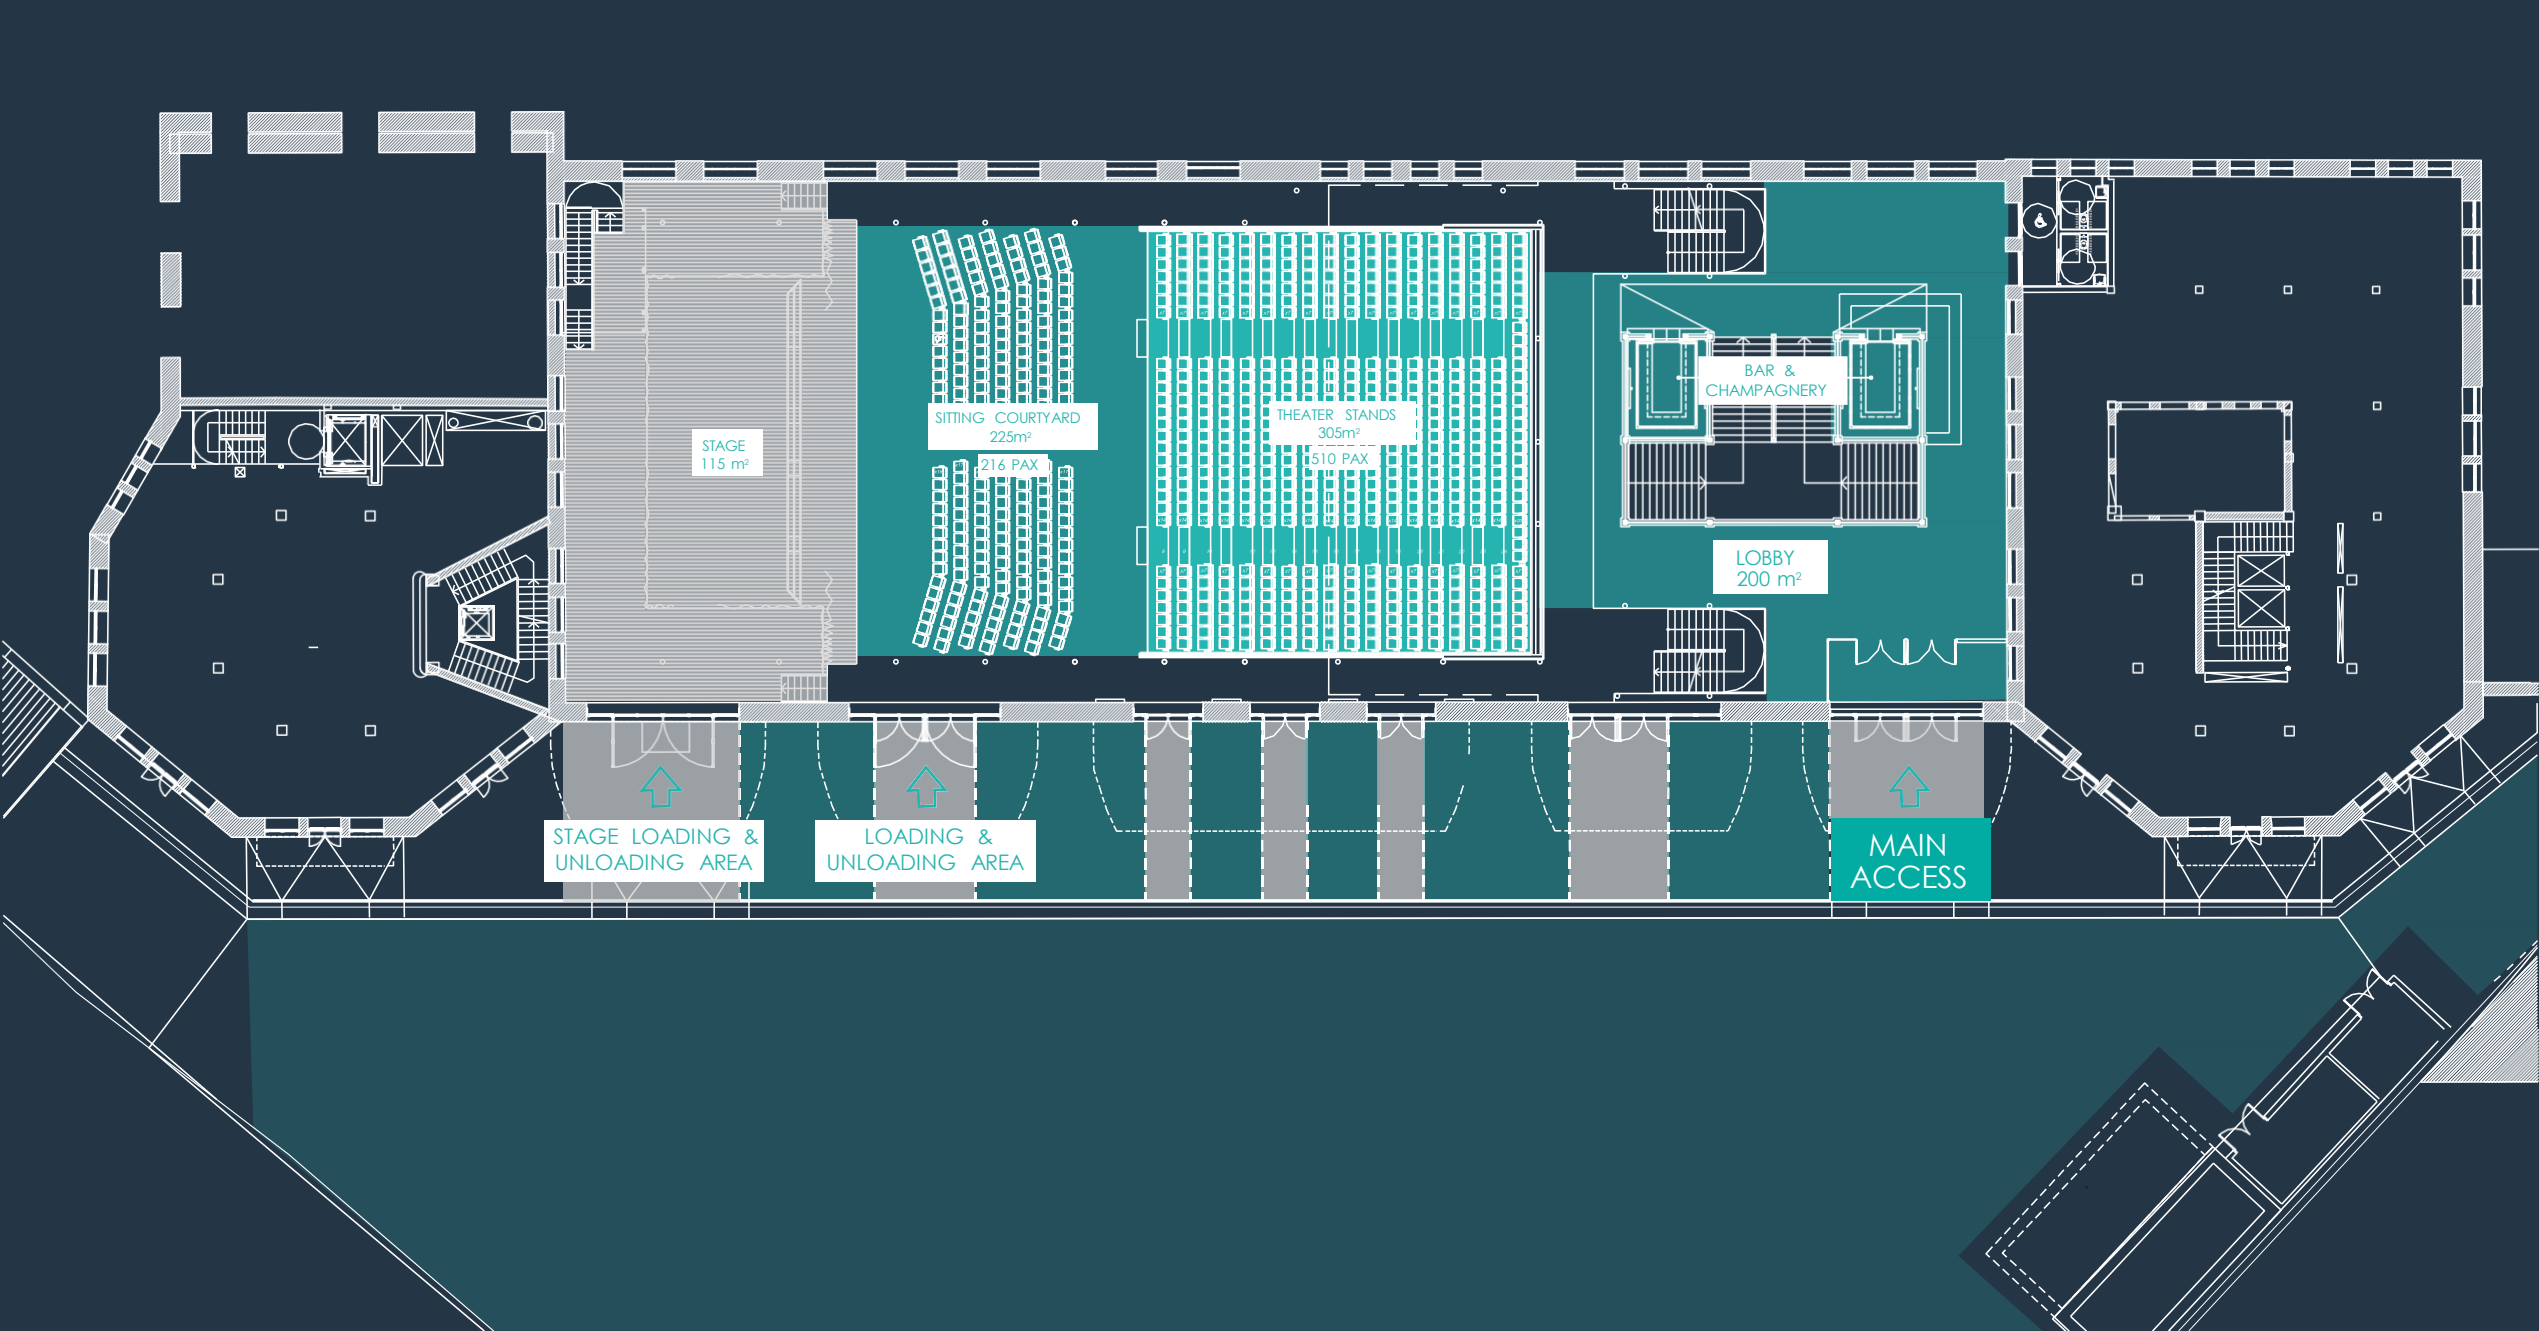 BAR &
CHAMPAGNERY
SITTING COURTYARD
225m²
216 PAX
THEATER STANDS
305m²
510 PAX
STAGE
115 m²
LOBBY
200 m²
STAGE LOADING &
UNLOADING AREA
LOADING &
UNLOADING AREA
MAIN
ACCESS